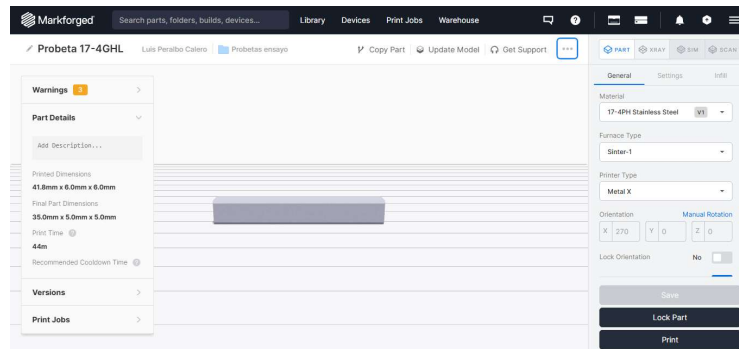 Markforged
Search parts, folders, builds, devices...
Library
Devices
Print Jobs
Warehouse
Probeta 17-4GHL
Luis Peralbo Calero
Probetas ensayo
Copy Part
Update Model
Get Support
PART
XRAY
SIM
SCAN
Warnings 3
Part Details
Add Description...
Printed Dimensions
41.8mm x 6.0mm x 6.0mm
Final Part Dimensions
35.0mm x 5.0mm x 5.0mm
Print Time
44m
Recommended Cooldown Time
Versions
Print Jobs
General
Settings
Infill
Material
17-4PH Stainless Steel V1
Furnace Type
Sinter-1
Printer Type
Metal X
Orientation
Manual Rotation
X 270 Y 0 Z 0
Lock Orientation
No
Save
Lock Part
Print